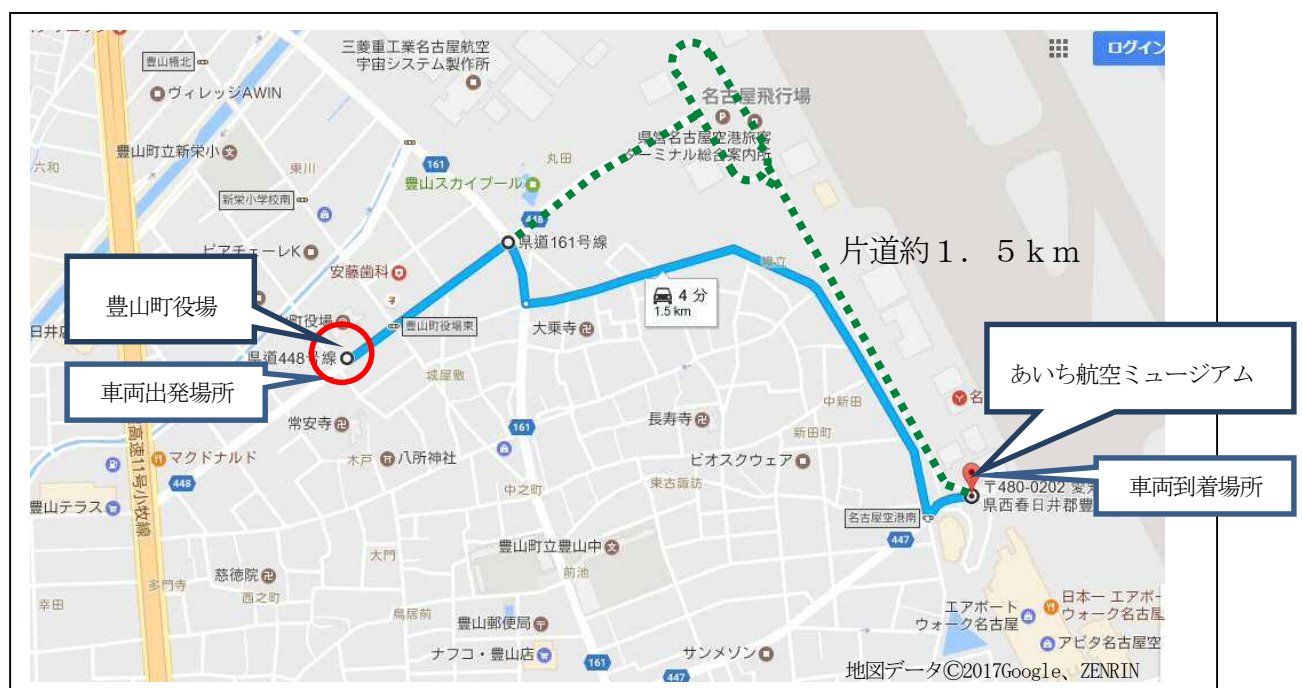 三菱重工業名古屋航空
宇宙システム製作所
ログイン
豊山橋北
ヴィレッジAWIN
名古屋飛行場
県営名古屋空港旅客
ターミナル総合案内所
豊山町立新栄小
六和
東川
161
丸田
豊山スカイプール
新栄小学校南
448
県道161号線
片道約1．5km
ピアチェーレK
安藤歯科
豊山町役場
4 分
1.5 km
町役場
豊山町役場東
大乗寺
県道448号線
あいち航空ミュージアム
車両出発場所
城屋敷
中新田
常安寺
161
長寿寺
新田町
高速11号小牧線
マクドナルド
木戸
八所神社
ビオスクウェア
車両到着場所
448
中之町
東古諏訪
〒480-0202
県西春日井郡豊
豊山テラス
名古屋空港南
447
大門
豊山町立豊山中
前池
慈徳院
多門寺
西之町
幸田
鳥居前
豊山郵便局
エアポート
ウォーク名古屋
日本一 エアポー
ウォーク名古屋
アピタ名古屋空
ナフコ・豊山店
161
サンメゾン
447
地図データ©2017Google、ZENRIN